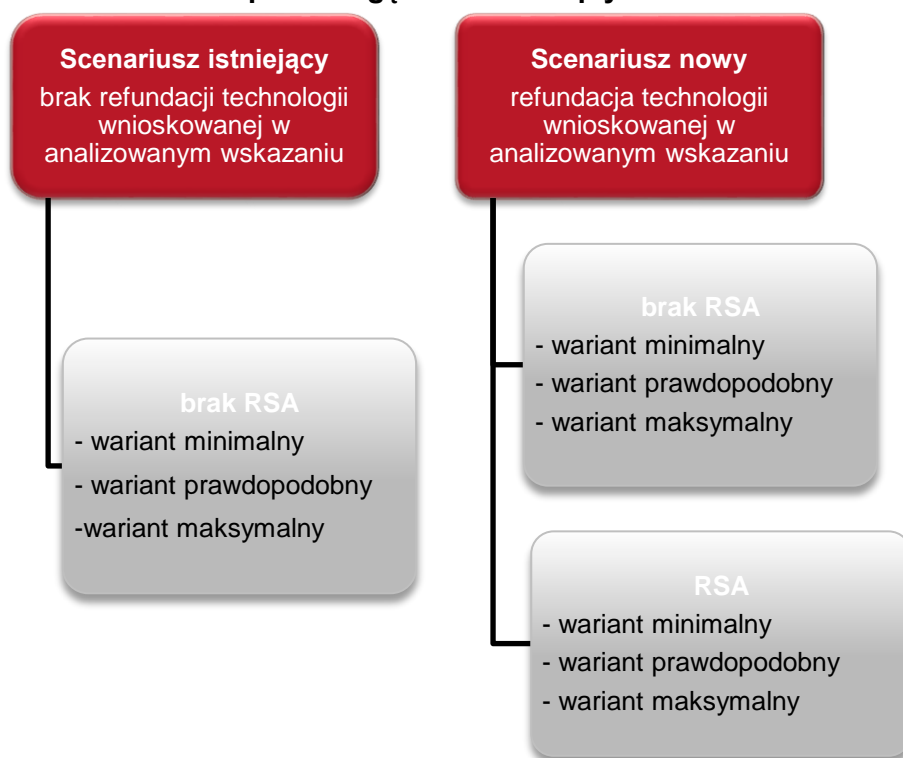 Scenariusz istniejący
brak refundacji technologii
wnioskowanej w
analizowanym wskazaniu
brak RSA
- wariant minimalny
- wariant prawdopodobny
-wariant maksymalny
Scenariusz nowy
refundacja technologii
wnioskowanej w
analizowanym wskazaniu
brak RSA
- wariant minimalny
- wariant prawdopodobny
- wariant maksymalny
RSA
- wariant minimalny
- wariant prawdopodobny
- wariant maksymalny